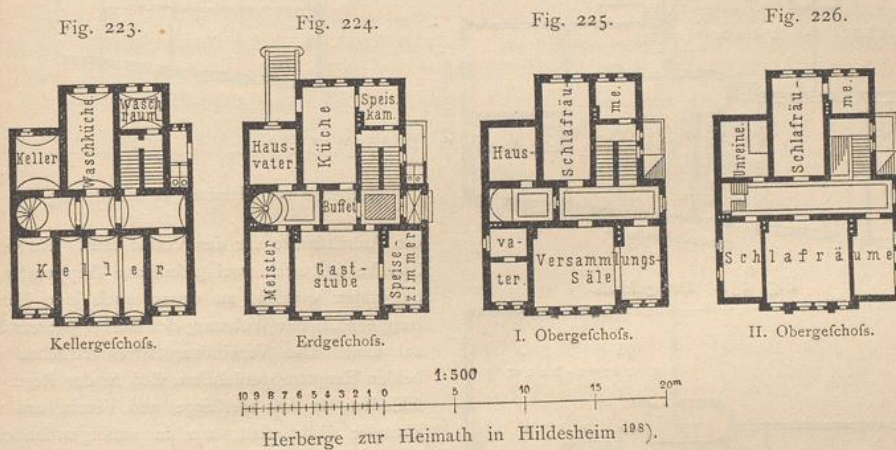 Fig. 223.
Fig. 224.
Fig. 225.
Fig. 226.
Waschküche
Wasch
raum
Keller
Keller
Kellergeſchoſs.
Küche
Speis.
kam.
Haus-
vater
Buffet
Meister
Gast-
stube
Speise-
zimmer
Erdgeſchoſs.
Schlafräu-
me.
Haus-
va-
ter.
Versammlungs-
Säle
I. Obergeſchoſs.
Schlafräu-
me.
Unreine.
Schlafräume
II. Obergeſchoſs.
1:500
10 9 8 7 6 5 4 3 2 1 0 5 10 15 20m
Herberge zur Heimath in Hildesheim 198).